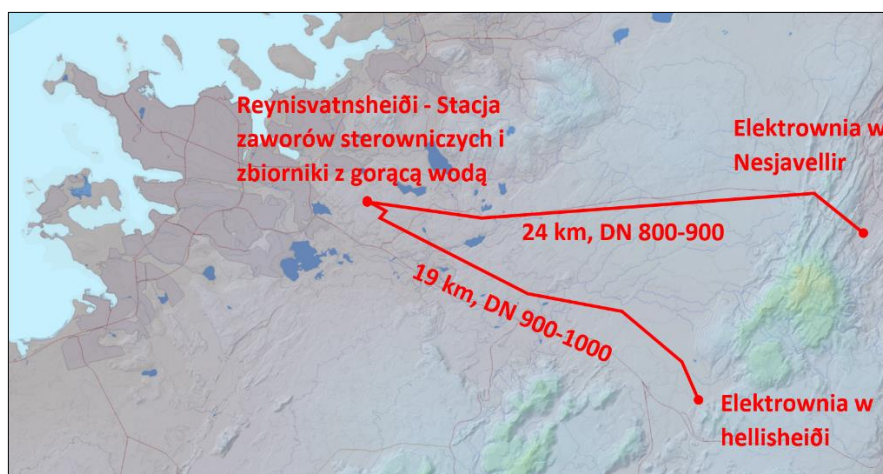 Reynisvatnsheiði - Stacja
zaworów sterowniczych i
zbiorniki z gorącą wodą
Elektrownia w
Nesjavellir
24 km, DN 800-900
19 km, DN 900-1000
Elektrownia w
hellisheiði